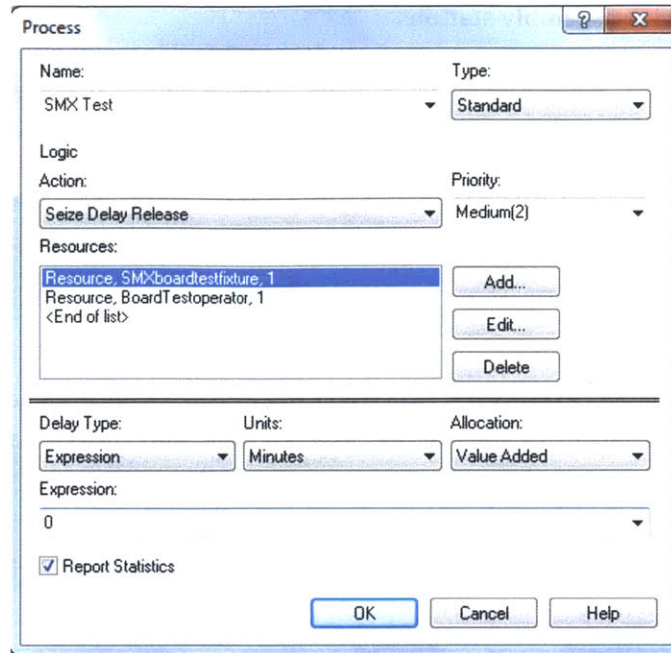 Process
?
X
Name:
Type:
SMX Test
Standard
Logic
Action:
Priority:
Seize Delay Release
Medium(2)
Resources:
Resource, SMXboardtestfixture, 1
Resource, BoardTestoperator, 1
<End of list>
Add...
Edit...
Delete
Delay Type:
Units:
Allocation:
Expression
Minutes
Value Added
Expression:
0
Report Statistics
OK
Cancel
Help